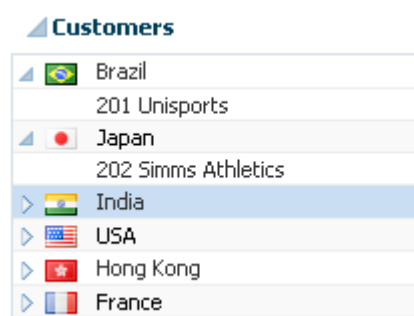 Customers
Brazil
201 Unisports
Japan
202 Simms Athletics
India
USA
Hong Kong
France